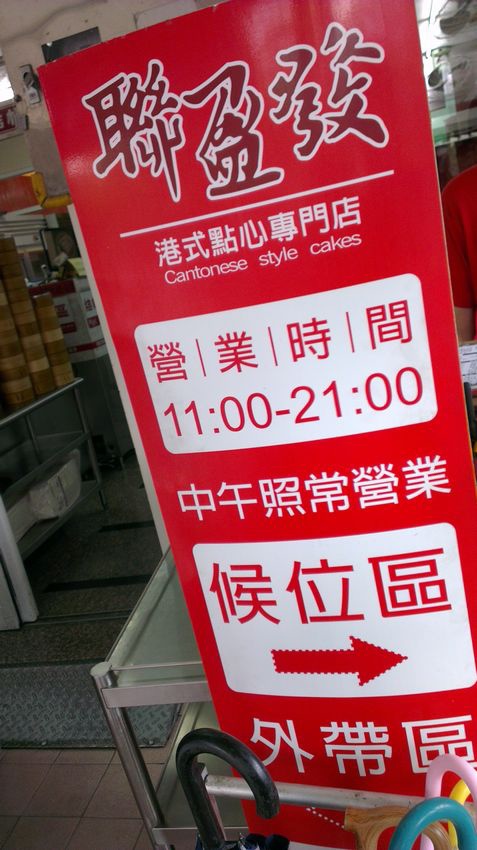 聯盈發
港式點心專門店
Cantonese style cakes
營|業|時|間
11:00-21:00
中午照常營業
候位區
外帶區